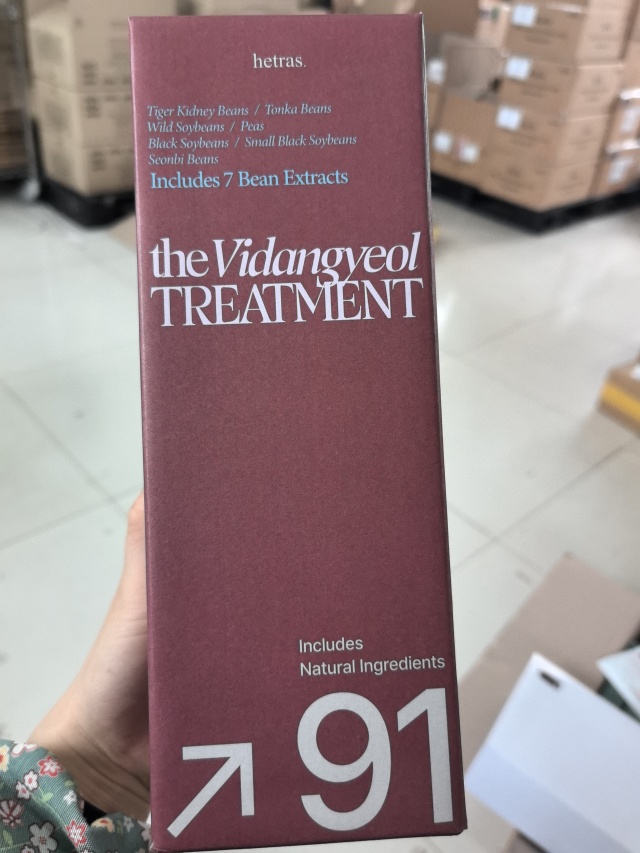 hetras.
Tiger Kidney Beans / Tonka Beans
Wild Soybeans / Peas
Black Soybeans / Small Black Soybeans
Seonbi Beans
Includes 7 Bean Extracts
the Vidangyeol
TREATMENT
Includes
Natural Ingredients
↗91